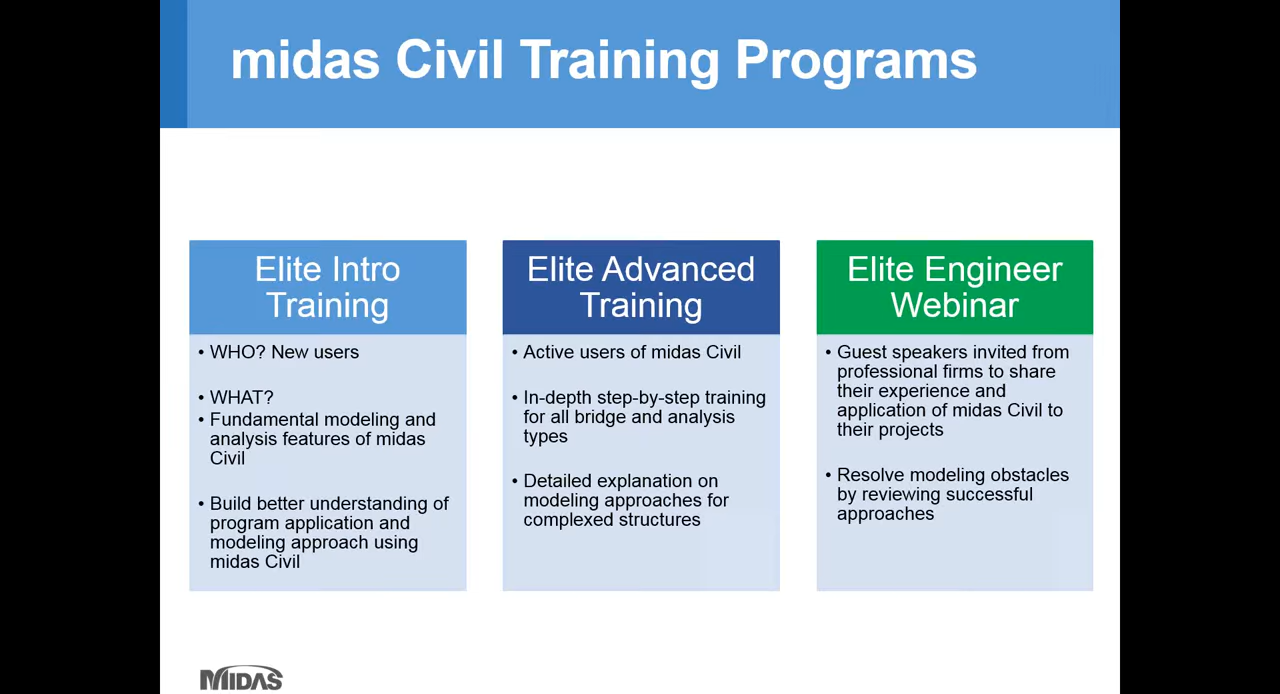 midas Civil Training Programs
Elite Intro
Training
• WHO? New users
• WHAT?
• Fundamental modeling and
analysis features of midas
Civil
• Build better understanding of
program application and
modeling approach using
midas Civil
Elite Advanced
Training
• Active users of midas Civil
• In-depth step-by-step training
for all bridge and analysis
types
• Detailed explanation on
modeling approaches for
complexed structures
Elite Engineer
Webinar
• Guest speakers invited from
professional firms to share
their experience and
application of midas Civil to
their projects
• Resolve modeling obstacles
by reviewing successful
approaches
MIDAS